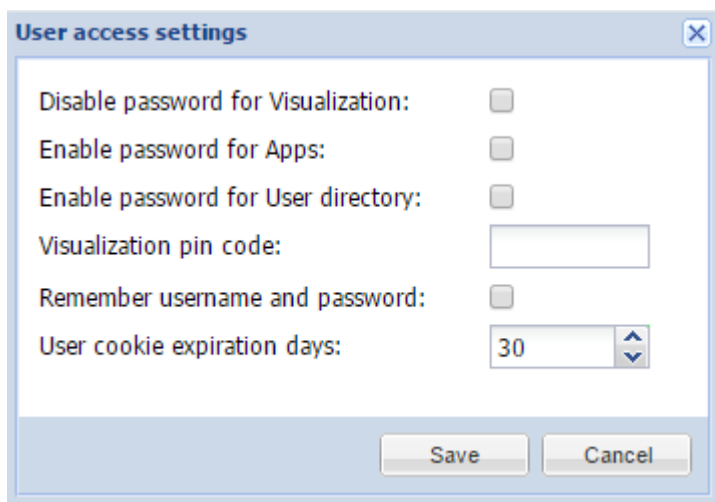 User access settings
Disable password for Visualization:
Enable password for Apps:
Enable password for User directory:
Visualization pin code:
Remember username and password:
User cookie expiration days: 30
Save Cancel